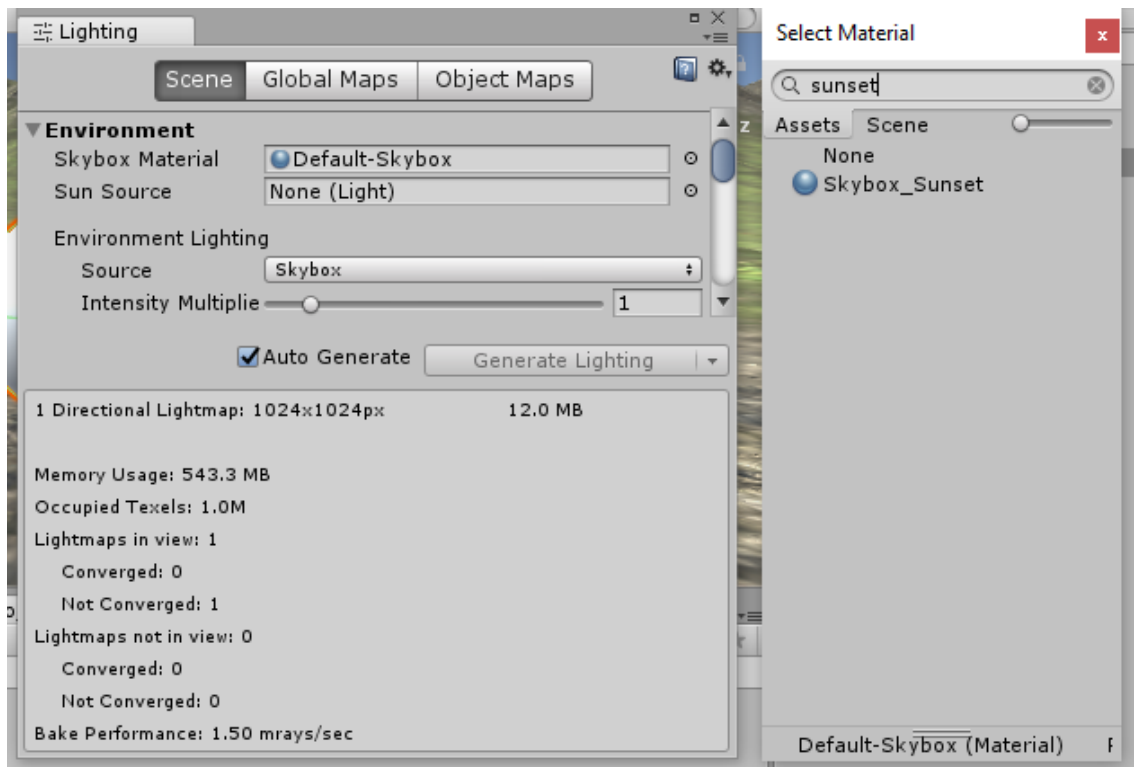 Lighting
Scene
Global Maps
Object Maps
Environment
Skybox Material
Default-Skybox
Sun Source
None (Light)
Environment Lighting
Source
Skybox
Intensity Multiplie
1
Auto Generate
Generate Lighting
1 Directional Lightmap: 1024x1024px 12.0 MB
Memory Usage: 543.3 MB
Occupied Texels: 1.0M
Lightmaps in view: 1
Converged: 0
Not Converged: 1
Lightmaps not in view: 0
Converged: 0
Not Converged: 0
Bake Performance: 1.50 mrays/sec
z
Select Material
sunset
Assets
Scene
None
Skybox_Sunset
Default-Skybox (Material)